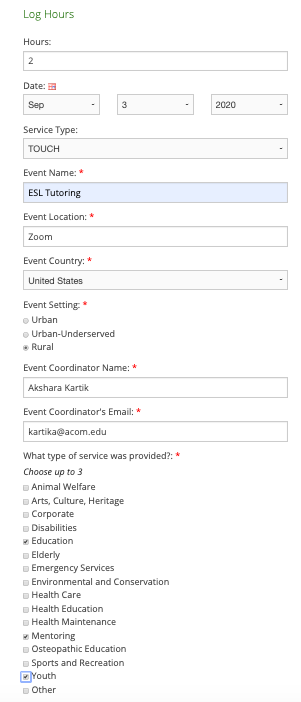 Log Hours
Hours:
2
Date:
Sep 3 2020
Service Type:
TOUCH
Event Name: *
ESL Tutoring
Event Location: *
Zoom
Event Country: *
United States
Event Setting: *
Urban
Urban-Underserved
Rural
Event Coordinator Name: *
Akshara Kartik
Event Coordinator's Email: *
kartika@acom.edu
What type of service was provided?: *
Choose up to 3
Animal Welfare
Arts, Culture, Heritage
Corporate
Disabilities
Education
Elderly
Emergency Services
Environmental and Conservation
Health Care
Health Education
Health Maintenance
Mentoring
Osteopathic Education
Sports and Recreation
Youth
Other